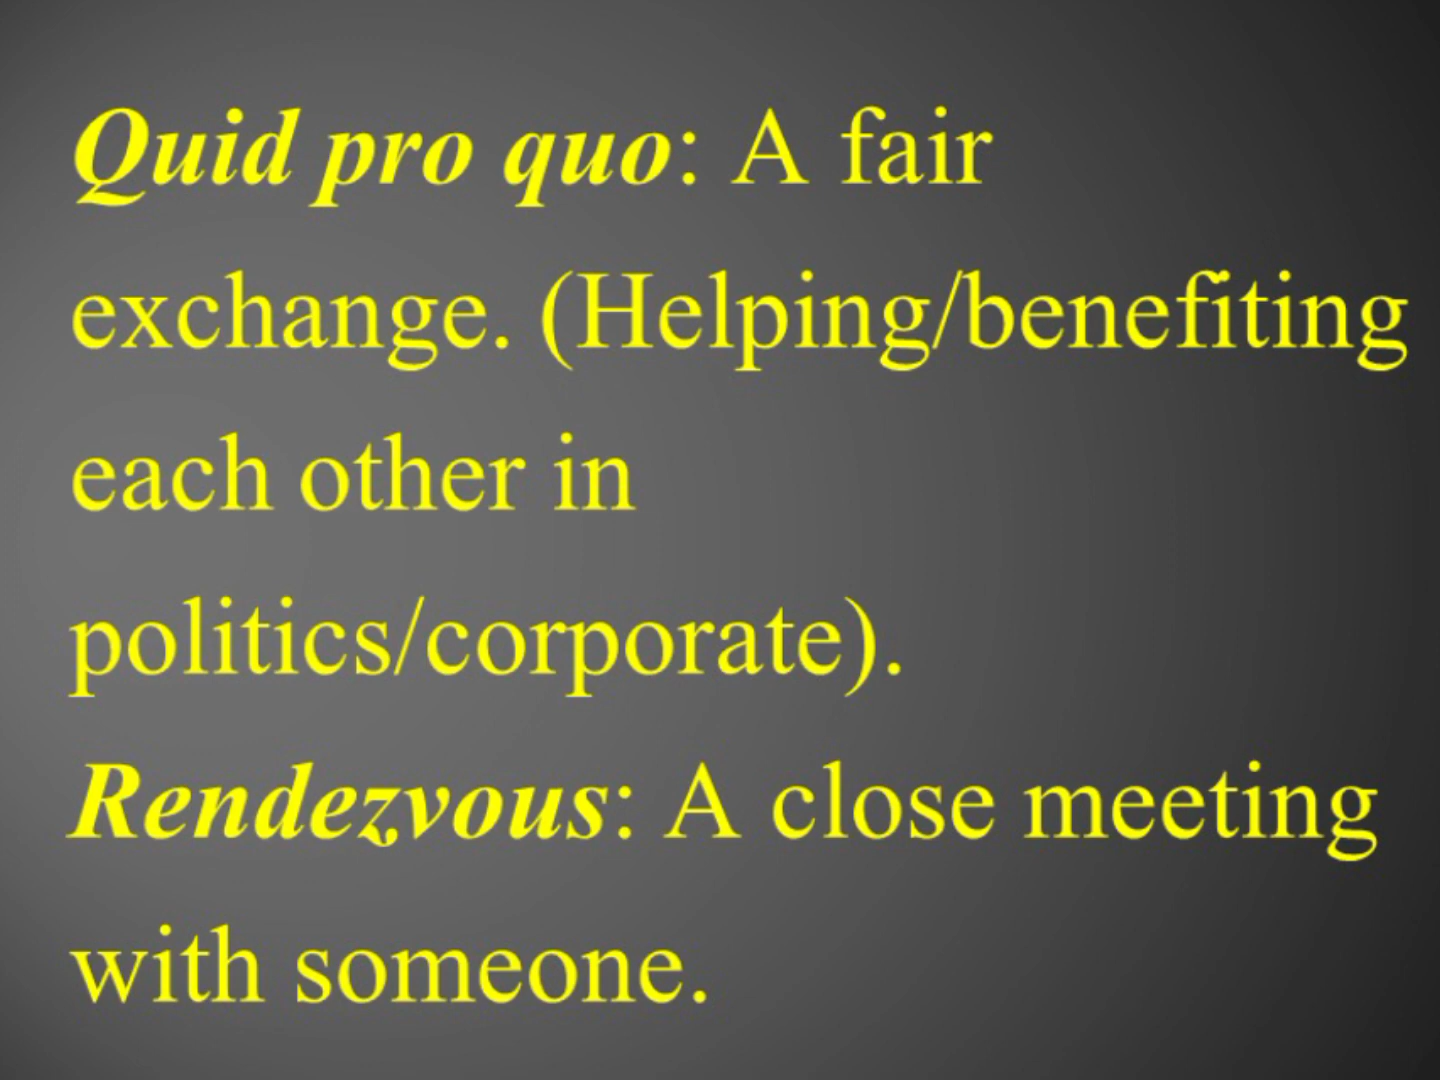 Quid pro quo: A fair
exchange. (Helping/benefiting
each other in
politics/corporate).
Rendezvous: A close meeting
with someone.